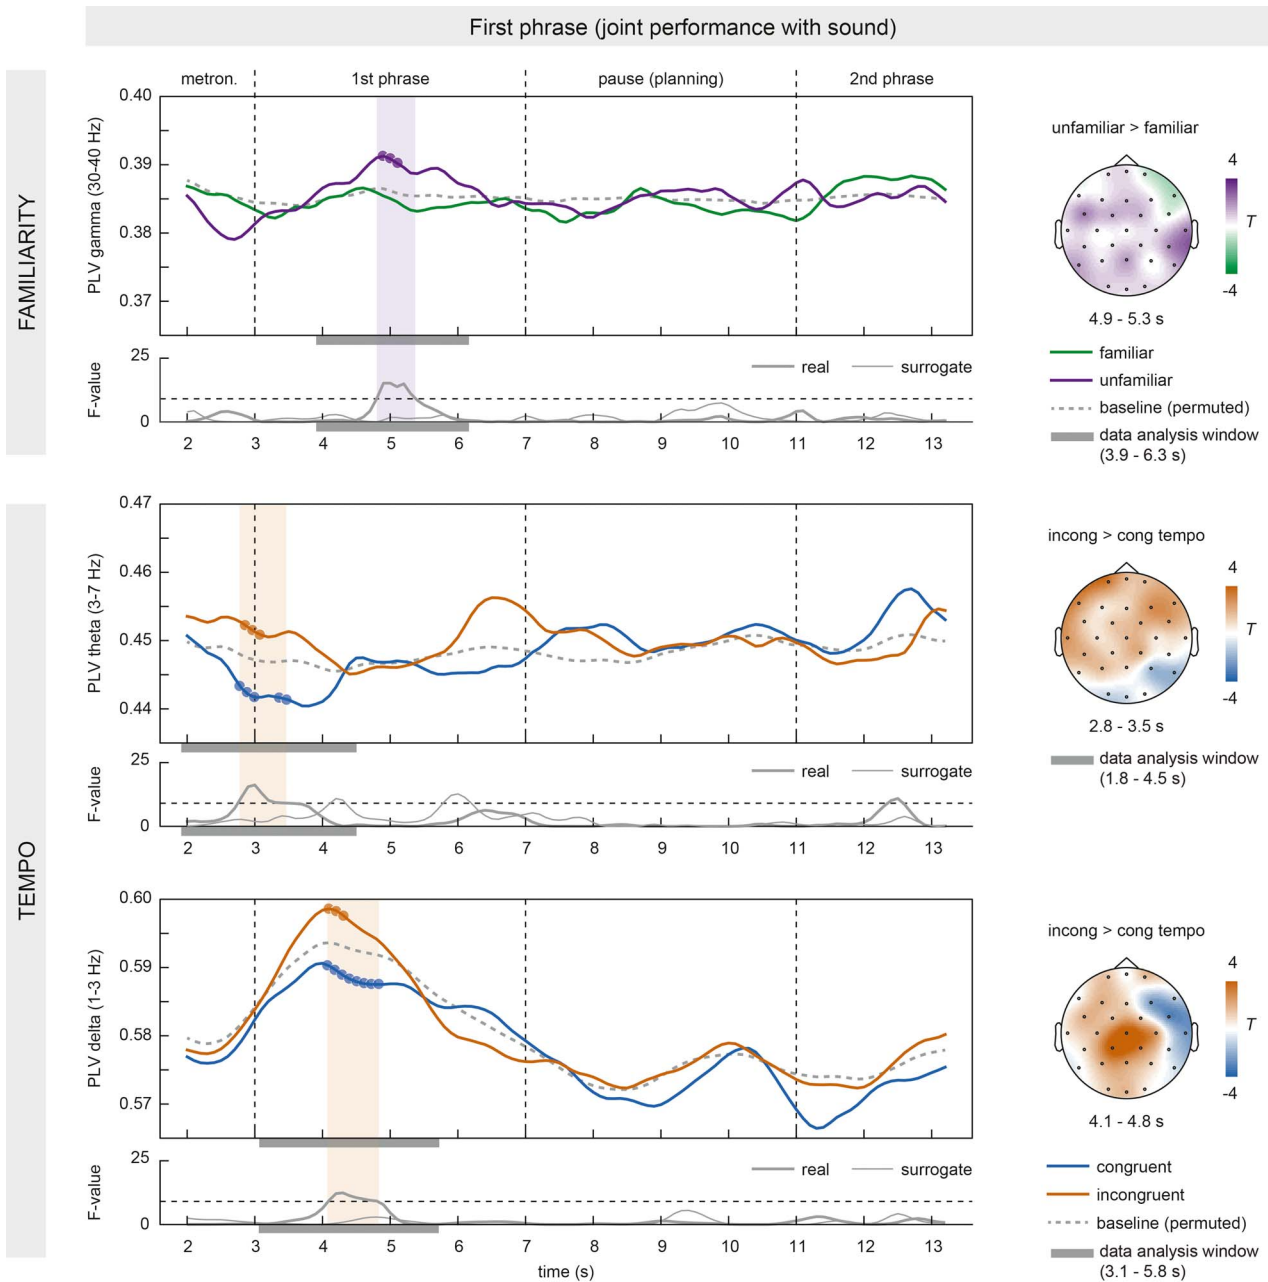 First phrase (joint performance with sound)
FAMILIARITY
metron. 1st phrase pause (planning) 2nd phrase
PLV gamma (30-40 Hz)
0.40
0.39
0.38
0.37
F-value
25
0
real surrogate
2 3 4 5 6 7 8 9 10 11 12 13
unfamiliar > familiar
4
T
-4
4.9 - 5.3 s
familiar
unfamiliar
baseline (permuted)
data analysis window
(3.9 - 6.3 s)
TEMPO
PLV theta (3-7 Hz)
0.47
0.46
0.45
0.44
F-value
25
0
real surrogate
2 3 4 5 6 7 8 9 10 11 12 13
incong > cong tempo
4
T
-4
2.8 - 3.5 s
data analysis window
(1.8 - 4.5 s)
PLV delta (1-3 Hz)
0.60
0.59
0.58
0.57
F-value
25
0
real surrogate
2 3 4 5 6 7 8 9 10 11 12 13
time (s)
incong > cong tempo
4
T
-4
4.1 - 4.8 s
congruent
incongruent
baseline (permuted)
data analysis window
(3.1 - 5.8 s)